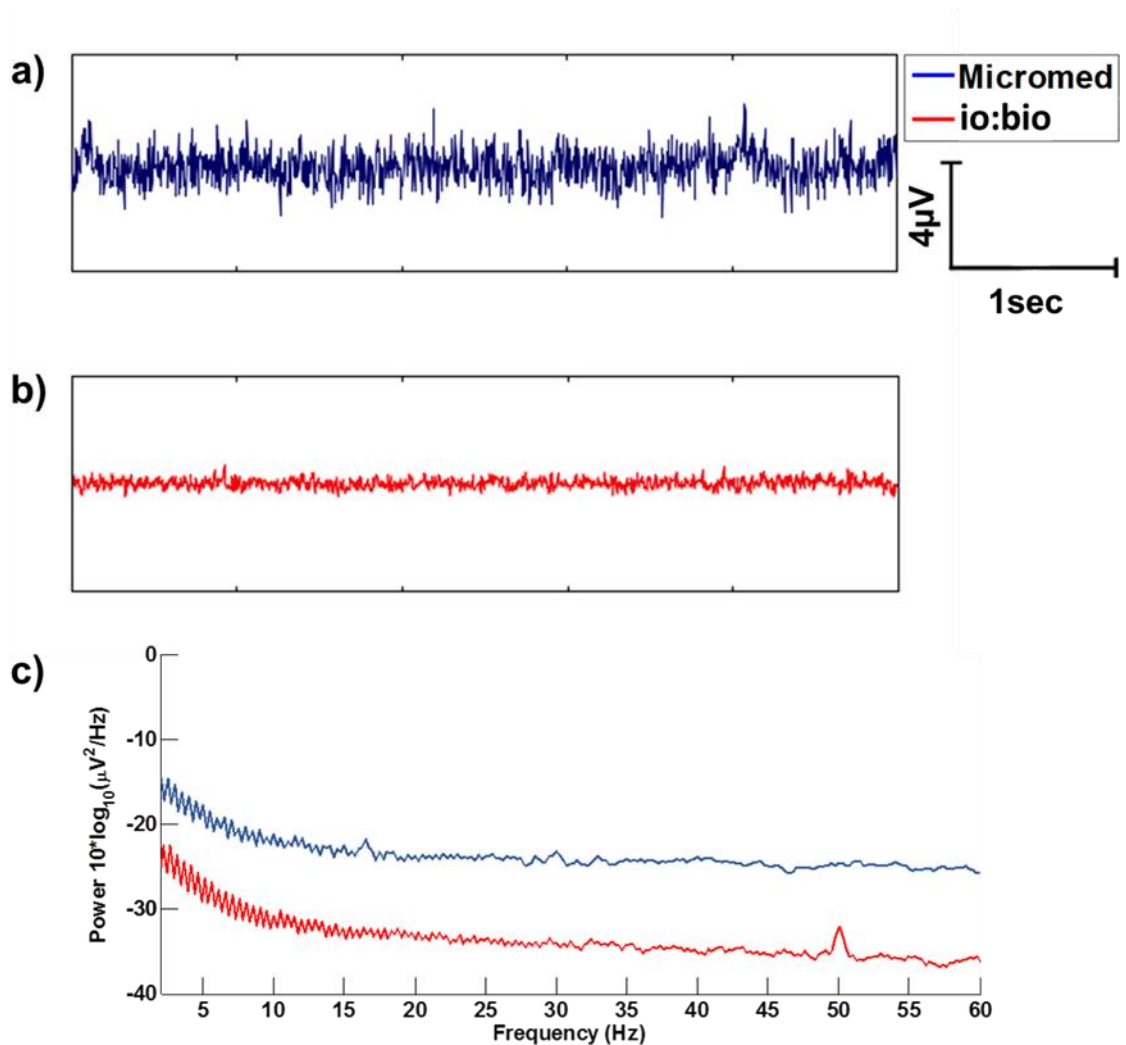 a)
Micromed
io:bio
4µV
1sec
b)
c)
Power 10*log10(µV2/Hz)
0
-10
-20
-30
-40
5 10 15 20 25 30 35 40 45 50 55 60
Frequency (Hz)